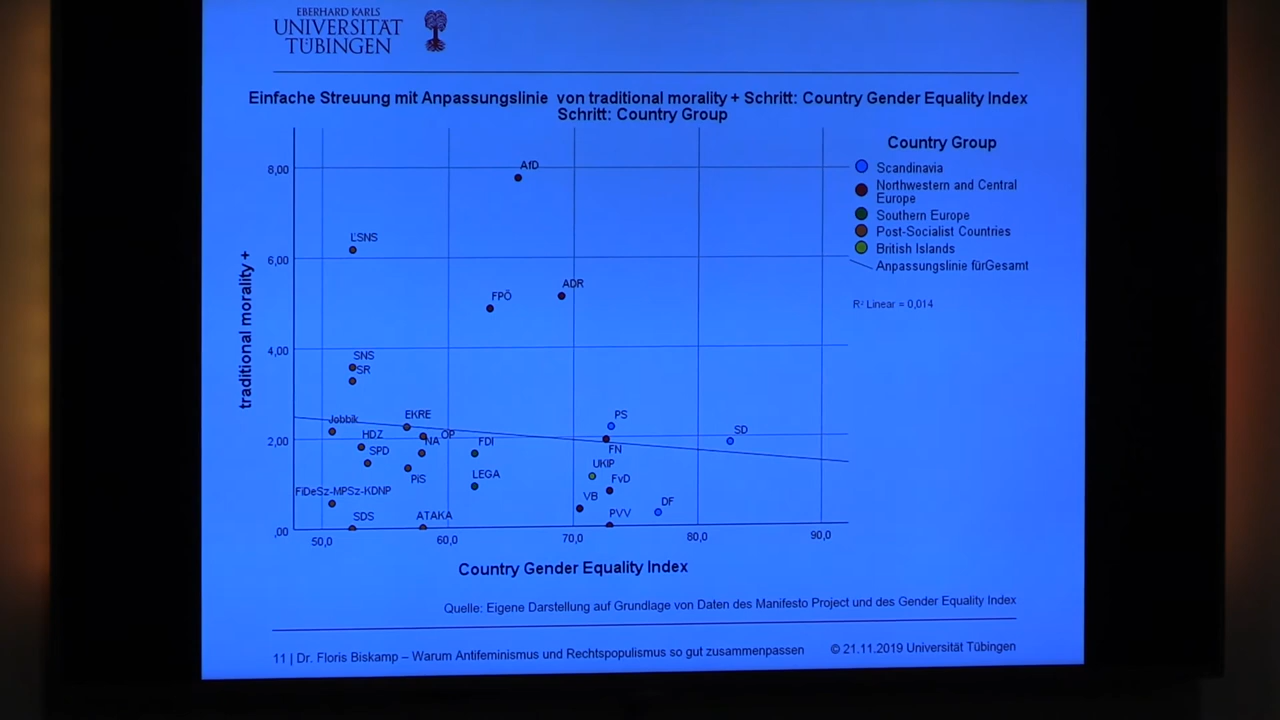 EBERHARD KARLS
UNIVERSITÄT
TÜBINGEN
Einfache Streuung mit Anpassungslinie von traditional morality + Schritt: Country Gender Equality Index
Schritt: Country Group
Country Group
Scandinavia
Northwestern and Central
Europe
Southern Europe
Post-Socialist Countries
British Islands
Anpassungslinie fürGesamt
R² Linear = 0,014
traditional morality +
8,00
6,00
4,00
2,00
,00
AfD
ĽSNS
ADR
FPÖ
SNS
SR
Jobbik
EKRE
PS
SD
HDZ
NA
OP
FDI
FN
SPD
PiS
LEGA
UKIP
FvD
FiDeSz-MPSz-KDNP
VB
DF
SDS
ATAKA
PVV
50,0
60,0
70,0
80,0
90,0
Country Gender Equality Index
Quelle: Eigene Darstellung auf Grundlage von Daten des Manifesto Project und des Gender Equality Index
11 | Dr. Floris Biskamp – Warum Antifeminismus und Rechtspopulismus so gut zusammenpassen
© 21.11.2019 Universität Tübingen